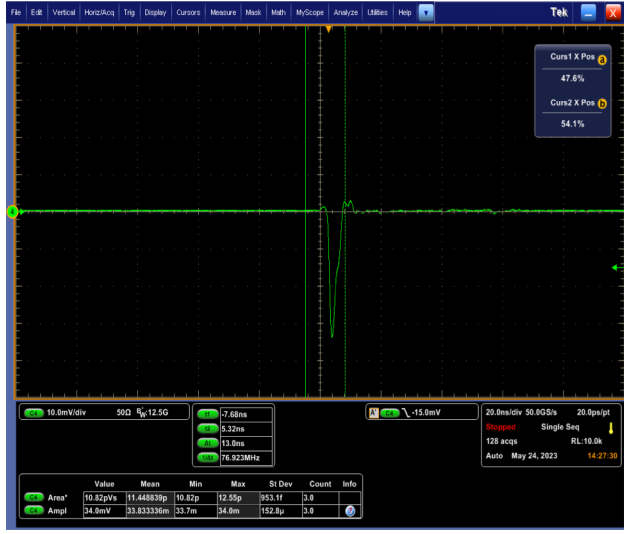 File Edit Vertical Horiz/Acq Trig Display Cursors Measure Mask Math MyScope Analyze Utilities Help Tek X
Curs1 X Pos a
47.6%
Curs2 X Pos b
54.1%
4
C4 10.0mV/div 50Ω BW:12.5G
t1 -7.68ns
t2 5.32ns
Δt 13.0ns
1/Δt 76.923MHz
A' C4 -15.0mV
20.0ns/div 50.0GS/s 20.0ps/pt
Stopped Single Seq
128 acqs RL:10.0k
Auto May 24, 2023 14:27:30
Value Mean Min Max St Dev Count Info
C4 Area* 10.82pVs 11.448839p 10.82p 12.55p 953.1f 3.0
C4 Ampl 34.0mV 33.833336m 33.7m 34.0m 152.8µ 3.0